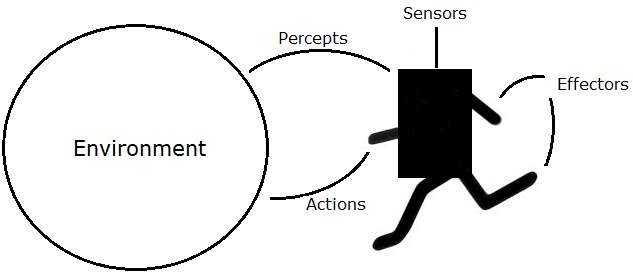 Sensors
Percepts
Effectors
Environment
Actions